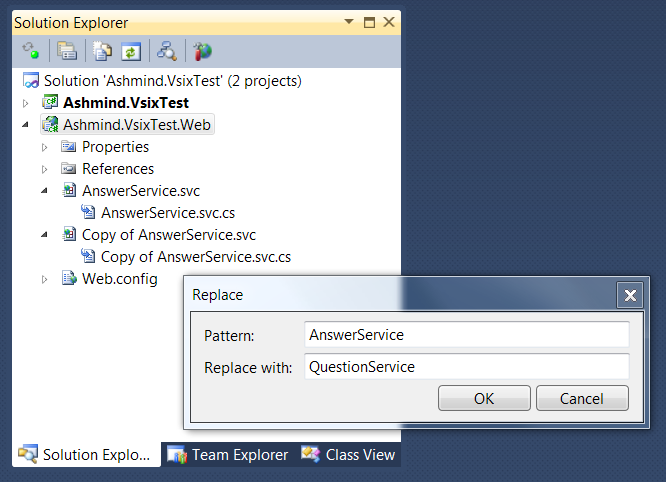 Solution Explorer
Solution 'Ashmind.VsixTest' (2 projects)
Ashmind.VsixTest
Ashmind.VsixTest.Web
Properties
References
AnswerService.svc
AnswerService.svc.cs
Copy of AnswerService.svc
Copy of AnswerService.svc.cs
Web.config
Replace
Pattern: AnswerService
Replace with: QuestionService
OK Cancel
Solution Explo... Team Explorer Class View